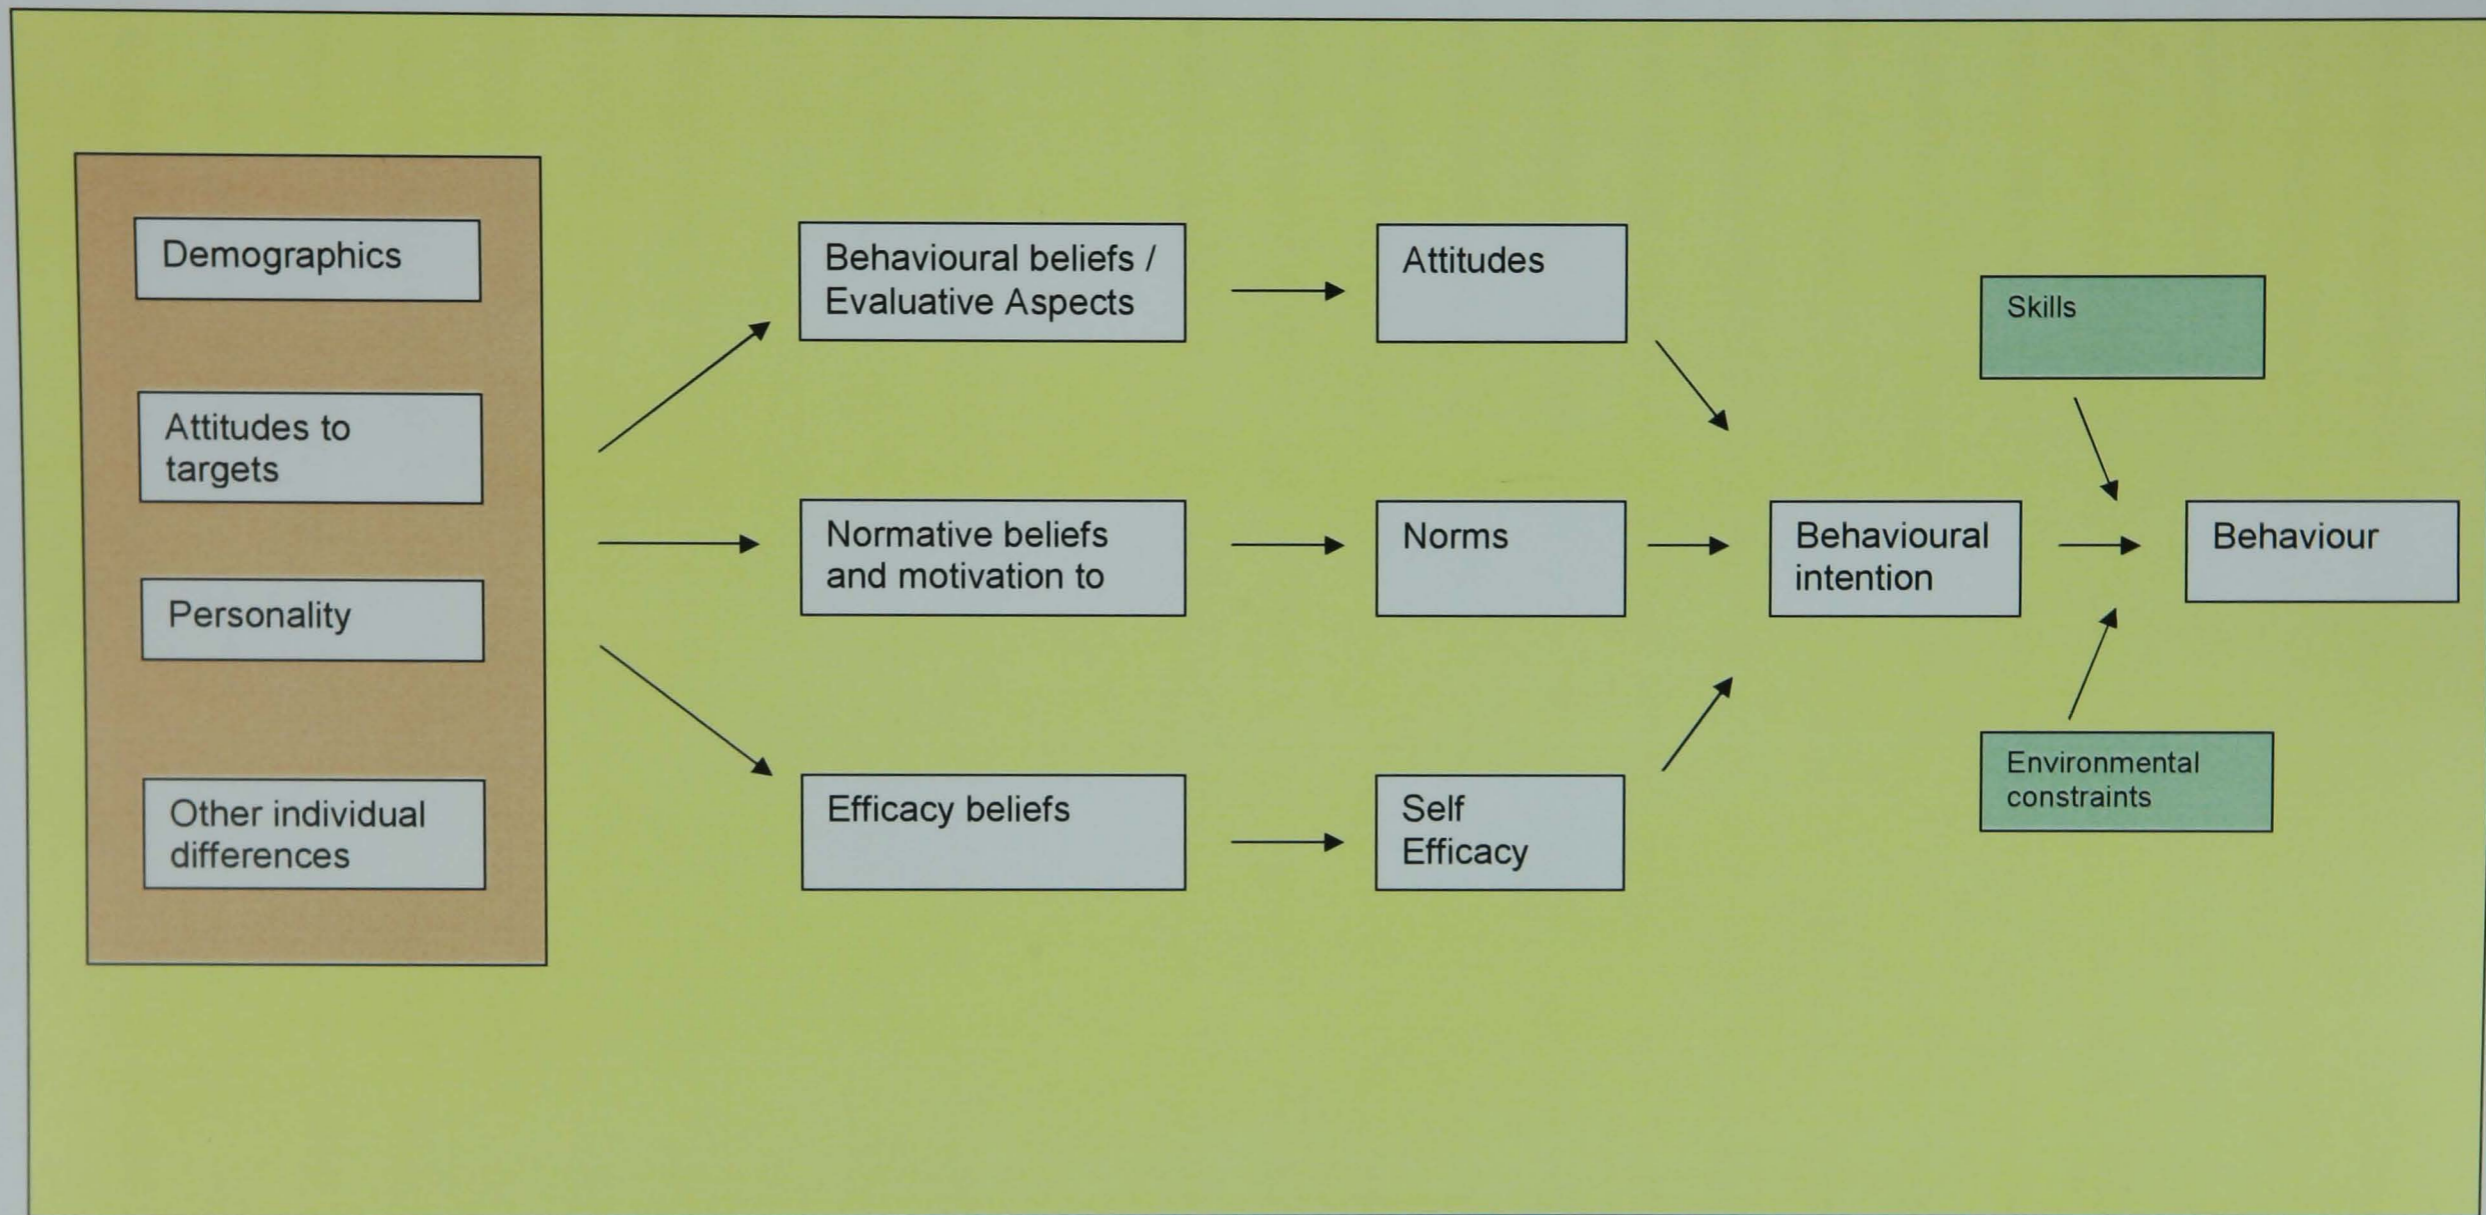 Demographics
Attitudes to
targets
Personality
Other individual
differences
Behavioural beliefs /
Evaluative Aspects
Normative beliefs
and motivation to
Efficacy beliefs
Attitudes
Norms
Self
Efficacy
Behavioural
intention
Skills
Environmental
constraints
Behaviour